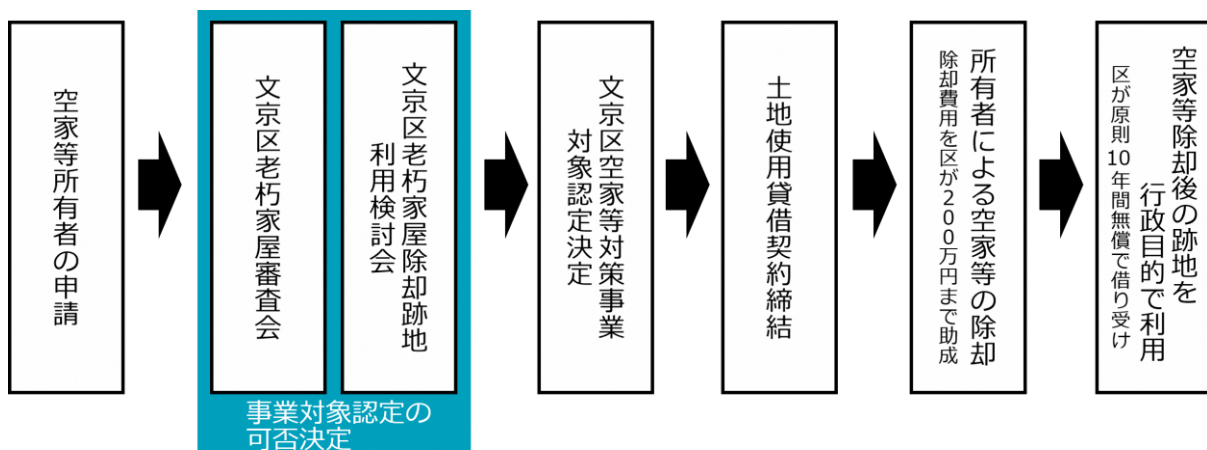 空家等所有者の申請
文京区老朽家屋審査会
文京区老朽家屋除却跡地
利用検討会
事業対象認定の
可否決定
文京区空家等対策事業
対象認定決定
土地使用貸借契約締結
所有者による空家等の除却
除却費用を区が200万円まで助成
空家等除却後の跡地を
行政目的で利用
区が原則10年間無償で借り受け